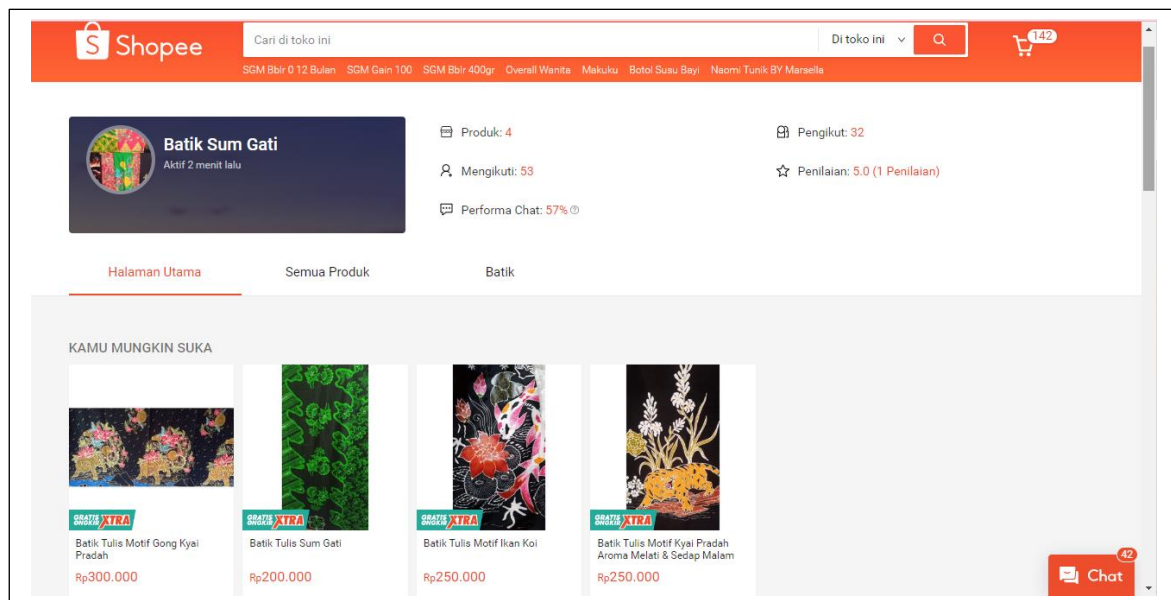 Shopee
Cari di toko ini
Di toko ini
142
SGM Bblr 0 12 Bulan SGM Gain 100 SGM Bblr 400gr Overall Wanita Makuku Botol Susu Bayi Naomi Tunik BY Marsella
Batik Sum Gati
Aktif 2 menit lalu
Produk: 4
Pengikut: 32
Mengikuti: 53
Penilaian: 5.0 (1 Penilaian)
Performa Chat: 57%
Halaman Utama
Semua Produk
Batik
KAMU MUNGKIN SUKA
GRATIS ONGKIR XTRA
GRATIS ONGKIR XTRA
GRATIS ONGKIR XTRA
GRATIS ONGKIR XTRA
Batik Tulis Motif Gong Kyai
Pradah
Rp300.000
Batik Tulis Sum Gati
Rp200.000
Batik Tulis Motif Ikan Koi
Rp250.000
Batik Tulis Motif Kyai Pradah
Aroma Melati & Sedap Malam
Rp250.000
42
Chat